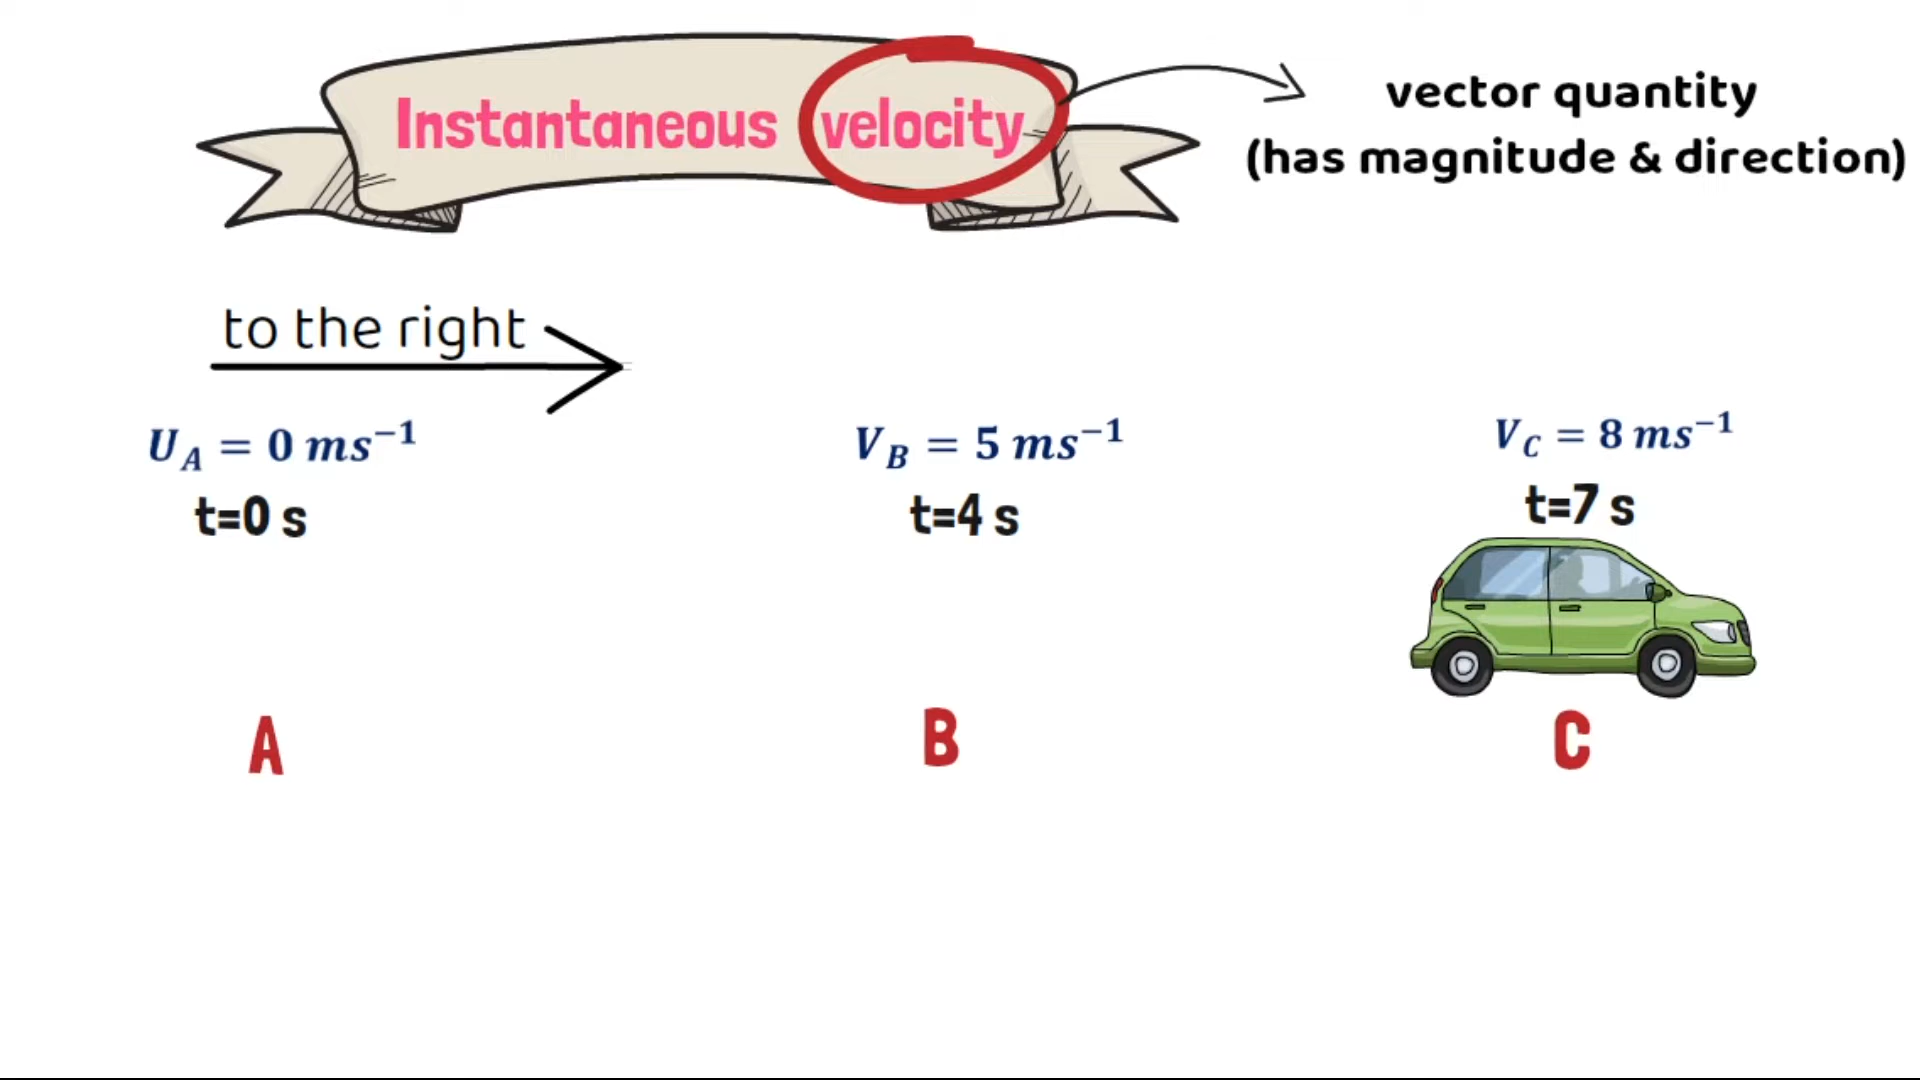 Instantaneous velocity
vector quantity
(has magnitude & direction)
to the right
U_A = 0 ms⁻¹
t=0 s
V_B = 5 ms⁻¹
t=4 s
V_C = 8 ms⁻¹
t=7 s
A
B
C